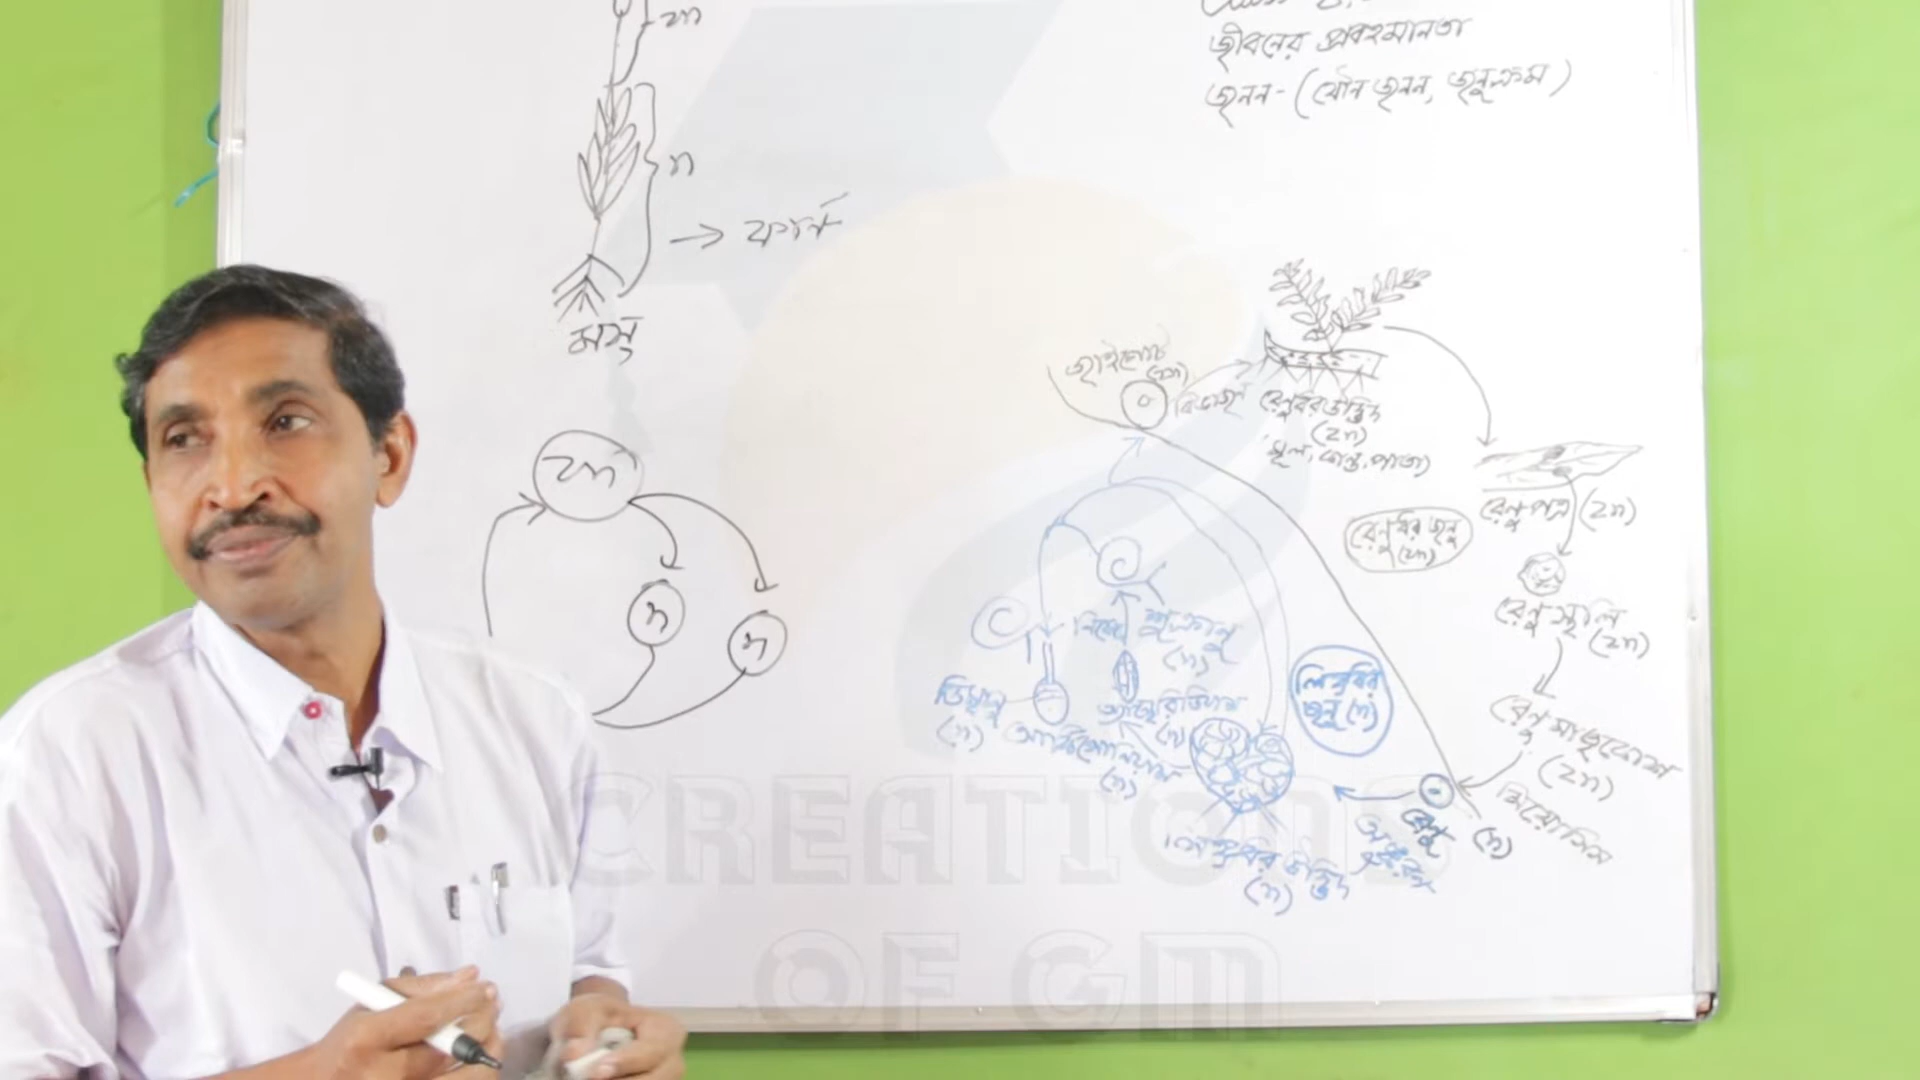 জীবনের প্রবহমানতা
জনন - (যৌন জনন, জনুক্রম)
2n
n
→ ফার্ন
মস
2n
n
n
জাইগোট
(2n)
রেণুধর উদ্ভিদ
(2n)
(মূল, কান্ড, পাতা)
রেণুপত্র (2n)
রেণুধর জনু
(2n)
রেণুস্থলি
(2n)
রেণু মাতৃকোশ
(2n)
মিয়োসিস
রেণু (n)
লিঙ্গধর উদ্ভিদ
(n)
লিঙ্গধর
জনু (n)
শুক্রাণু
(n)
নিষেক
(n)
ডিম্বাণু
(n)
আর্কিগোনিয়াম
(n)
CREATIONS
OF GM